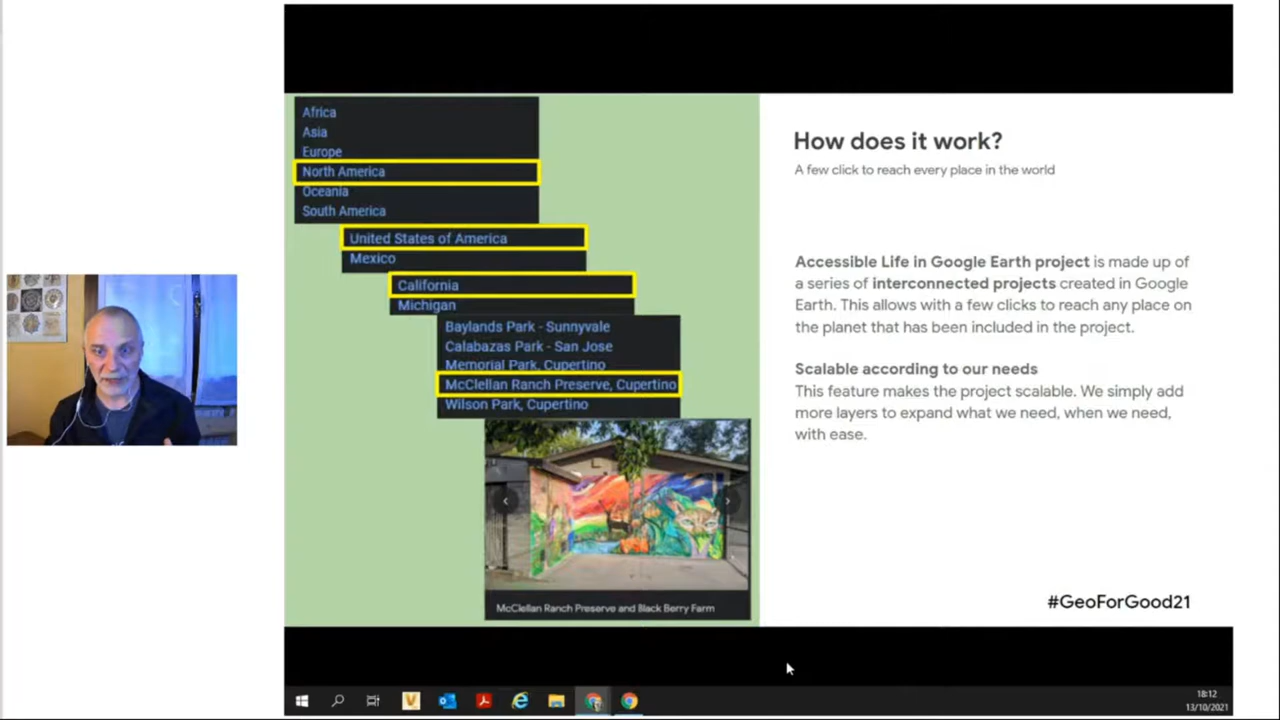 Africa
Asia
Europe
North America
Oceania
South America
United States of America
Mexico
California
Michigan
Baylands Park - Sunnyvale
Calabazas Park - San Jose
Memorial Park, Cupertino
McClellan Ranch Preserve, Cupertino
Wilson Park, Cupertino
McClellan Ranch Preserve and Black Berry Farm
How does it work?
A few click to reach every place in the world
Accessible Life in Google Earth project is made up of
a series of interconnected projects created in Google
Earth. This allows with a few clicks to reach any place on
the planet that has been included in the project.
Scalable according to our needs
This feature makes the project scalable. We simply add
more layers to expand what we need, when we need,
with ease.
#GeoForGood21
18:12
13/10/2021